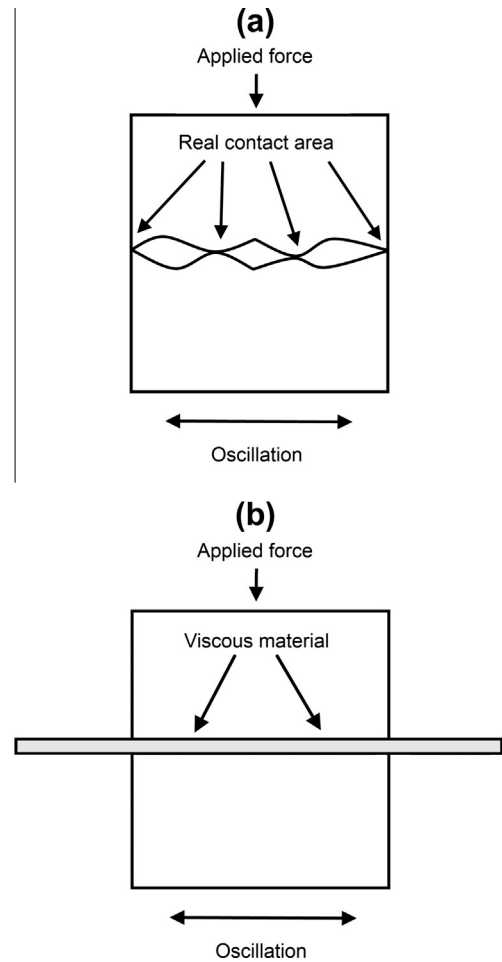 (a)
Applied force
Real contact area
Oscillation
(b)
Applied force
Viscous material
Oscillation